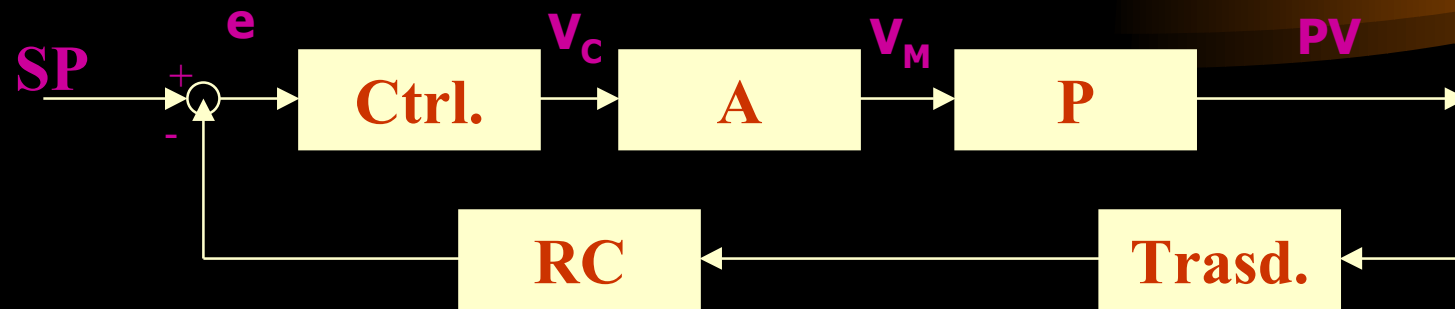 e V_C V_M PV
SP + Ctrl. A P
-
RC Trasd.